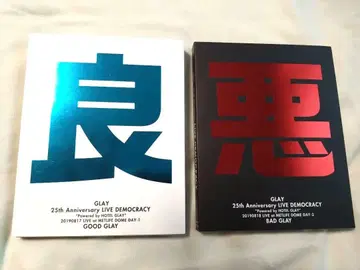 良
GLAY
25th Anniversary LIVE DEMOCRACY
"Powered by HOTEL GLAY"
20190817 LIVE at METLIFE DOME DAY-1
GOOD GLAY
悪
GLAY
25th Anniversary LIVE DEMOCRACY
"Powered by HOTEL GLAY"
20190818 LIVE at METLIFE DOME DAY-2
BAD GLAY